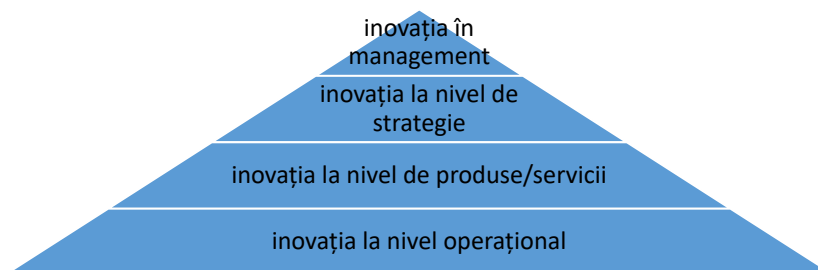 inovația în
management
inovația la nivel de
strategie
inovația la nivel de produse/servicii
inovația la nivel operațional